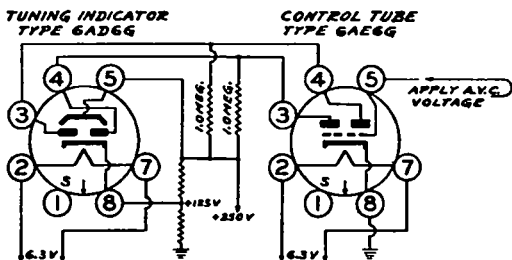 TUNING INDICATOR
TYPE 6AD6G
CONTROL TUBE
TYPE 6AE6G
4
5
4
5
APPLY A.V.C
VOLTAGE
3
3
1.0MEG.
1.0MEG.
2
7
2
7
S
S
1
8
1
8
+125V
+250V
6.3V
6.3V